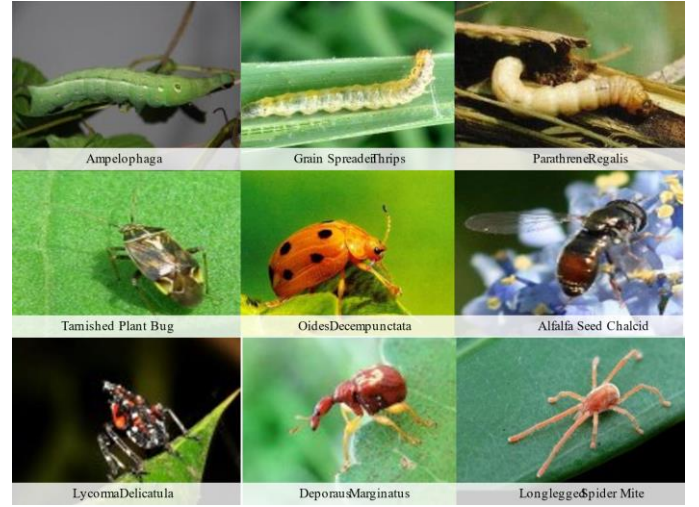 Ampelophaga
Grain SpreaderThrips
ParathreneRegalis
Tarnished Plant Bug
OidesDecempunctata
Alfalfa Seed Chalcid
LycormaDelicatula
DeporausMarginatus
LongleggedSpider Mite